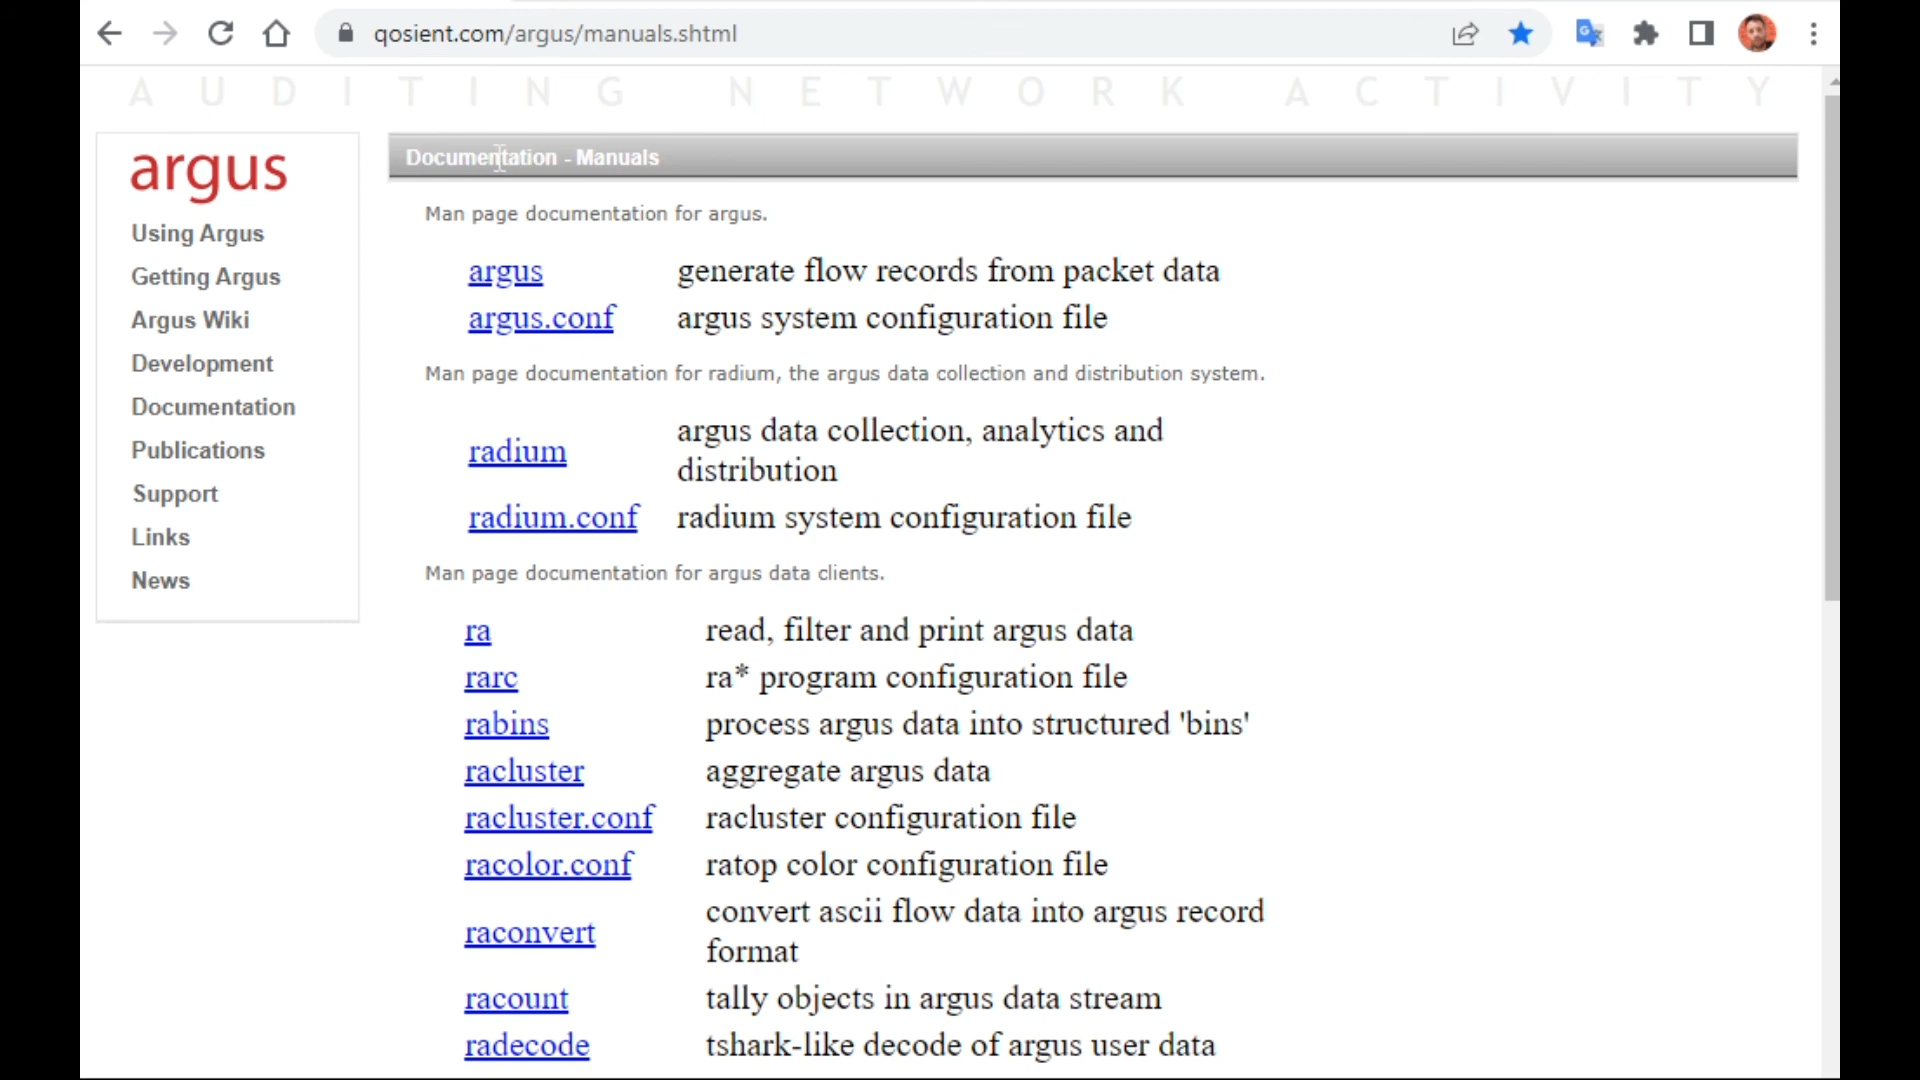 qosient.com/argus/manuals.shtml
AUDITING NETWORK ACTIVITY
argus
Using Argus
Getting Argus
Argus Wiki
Development
Documentation
Publications
Support
Links
News
Documentation - Manuals
Man page documentation for argus.
argus generate flow records from packet data
argus.conf argus system configuration file
Man page documentation for radium, the argus data collection and distribution system.
radium argus data collection, analytics and
distribution
radium.conf radium system configuration file
Man page documentation for argus data clients.
ra read, filter and print argus data
rarc ra* program configuration file
rabins process argus data into structured 'bins'
racluster aggregate argus data
racluster.conf racluster configuration file
racolor.conf ratop color configuration file
raconvert convert ascii flow data into argus record
format
racount tally objects in argus data stream
radecode tshark-like decode of argus user data